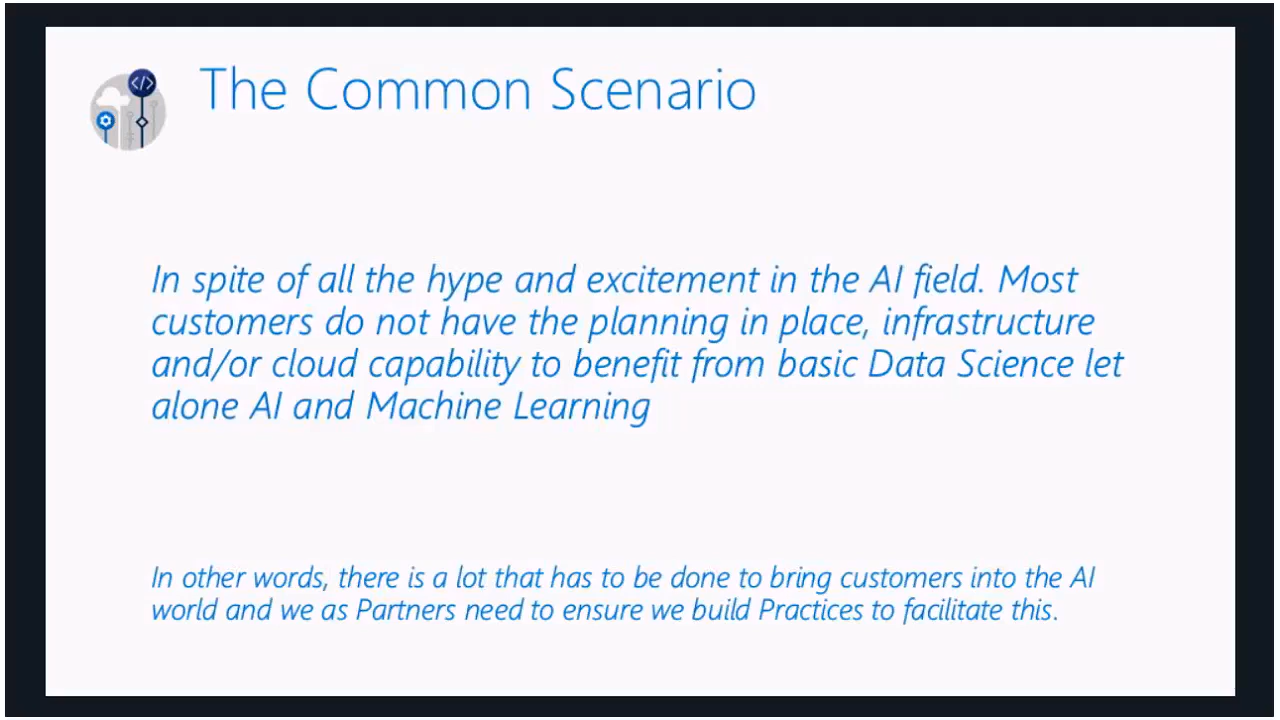 </>
The Common Scenario
In spite of all the hype and excitement in the AI field. Most
customers do not have the planning in place, infrastructure
and/or cloud capability to benefit from basic Data Science let
alone AI and Machine Learning
In other words, there is a lot that has to be done to bring customers into the AI
world and we as Partners need to ensure we build Practices to facilitate this.